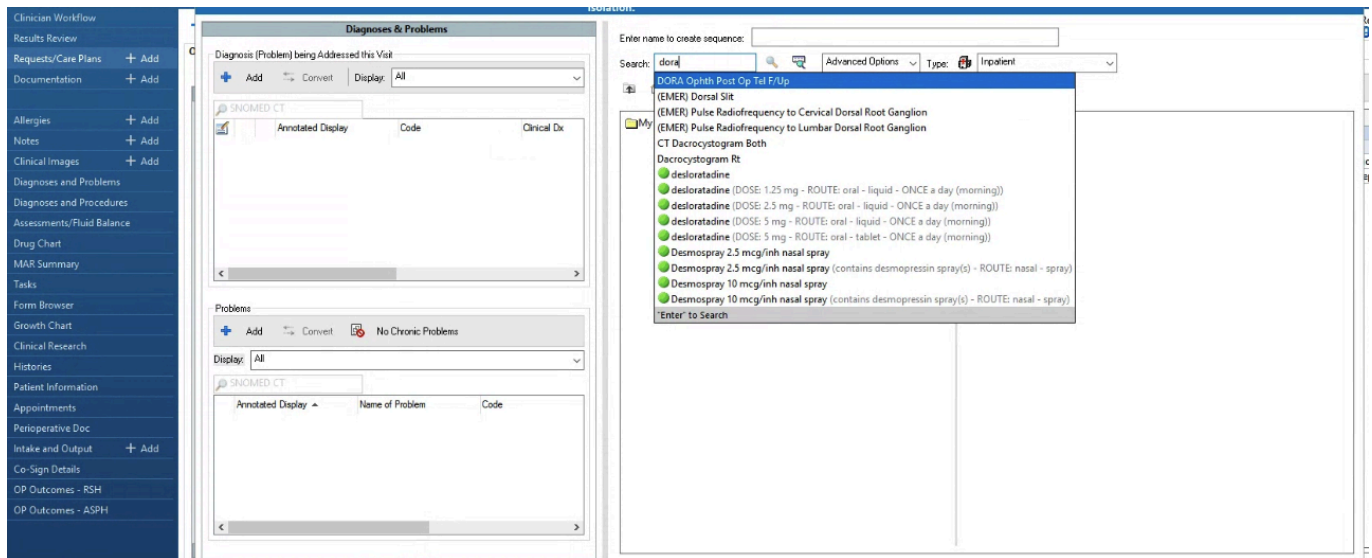 isolation.
Clinician Workflow
Results Review
Requests/Care Plans + Add
Documentation + Add
Allergies + Add
Notes + Add
Clinical Images + Add
Diagnoses and Problems
Diagnoses and Procedures
Assessments/Fluid Balance
Drug Chart
MAR Summary
Tasks
Form Browser
Growth Chart
Clinical Research
Histories
Patient Information
Appointments
Perioperative Doc
Intake and Output + Add
Co-Sign Details
OP Outcomes - RSH
OP Outcomes - ASPH
Diagnoses & Problems
Diagnosis (Problem) being Addressed this Visit
Add Convert Display: All
SNOMED CT
Annotated Display Code Clinical Dx
Problems
Add Convert No Chronic Problems
Display: All
SNOMED CT
Annotated Display Name of Problem Code
Enter name to create sequence:
Search: dora Advanced Options Type: Inpatient
My
DORA Ophth Post Op Tel F/Up
(EMER) Dorsal Slit
(EMER) Pulse Radiofrequency to Cervical Dorsal Root Ganglion
(EMER) Pulse Radiofrequency to Lumbar Dorsal Root Ganglion
CT Dacrocystogram Both
Dacrocystogram Rt
desloratadine
desloratadine (DOSE: 1.25 mg - ROUTE: oral - liquid - ONCE a day (morning))
desloratadine (DOSE: 2.5 mg - ROUTE: oral - liquid - ONCE a day (morning))
desloratadine (DOSE: 5 mg - ROUTE: oral - liquid - ONCE a day (morning))
desloratadine (DOSE: 5 mg - ROUTE: oral - tablet - ONCE a day (morning))
Desmospray 2.5 mcg/inh nasal spray
Desmospray 2.5 mcg/inh nasal spray (contains desmopressin spray(s) - ROUTE: nasal - spray)
Desmospray 10 mcg/inh nasal spray
Desmospray 10 mcg/inh nasal spray (contains desmopressin spray(s) - ROUTE: nasal - spray)
"Enter" to Search